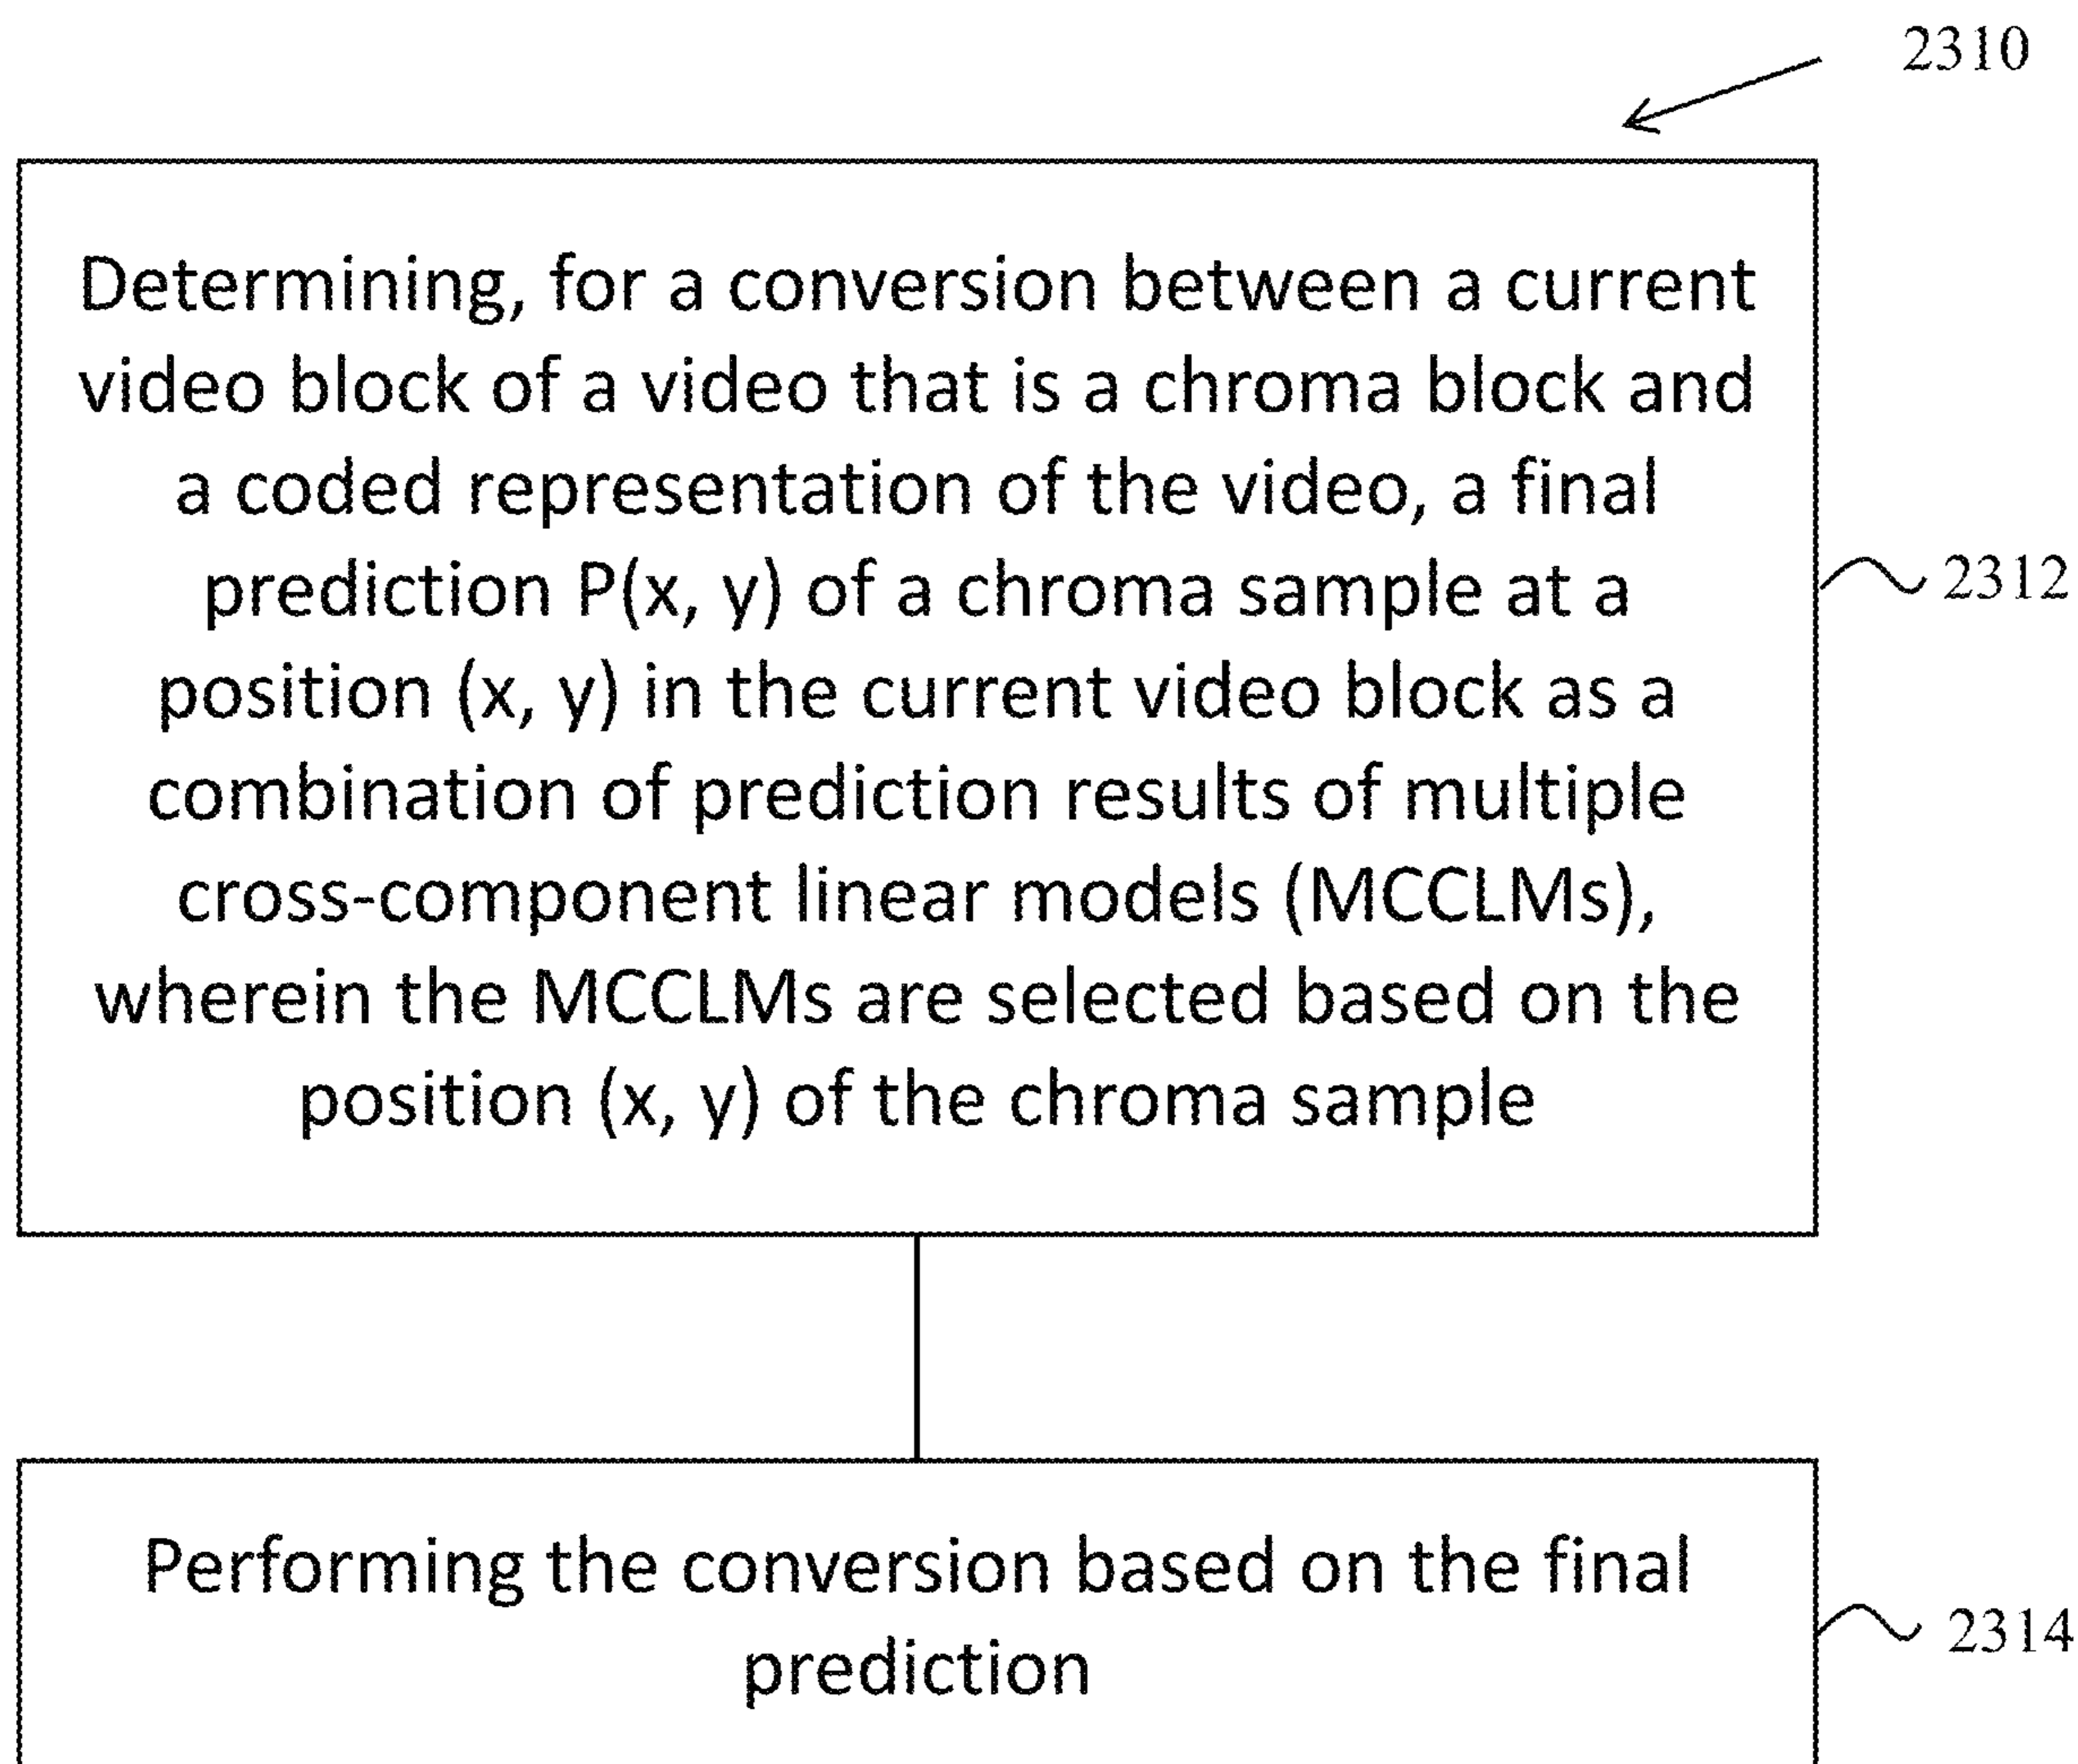 2310
Determining, for a conversion between a current
video block of a video that is a chroma block and
a coded representation of the video, a final
prediction P(x, y) of a chroma sample at a
position (x, y) in the current video block as a
combination of prediction results of multiple
cross-component linear models (MCCLMs),
wherein the MCCLMs are selected based on the
position (x, y) of the chroma sample
2312
Performing the conversion based on the final
prediction
2314